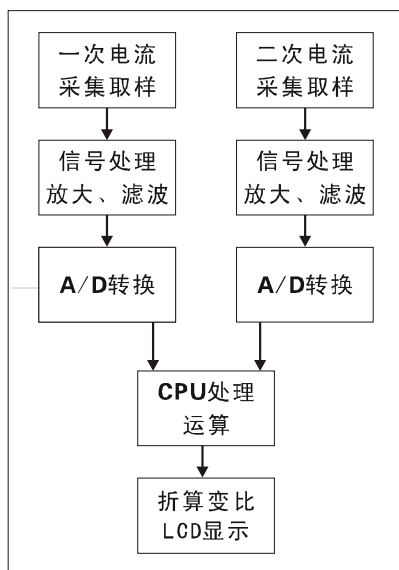 一次电流
采集取样
二次电流
采集取样
信号处理
放大、滤波
信号处理
放大、滤波
A/D转换
A/D转换
CPU处理
运算
折算变比
LCD显示